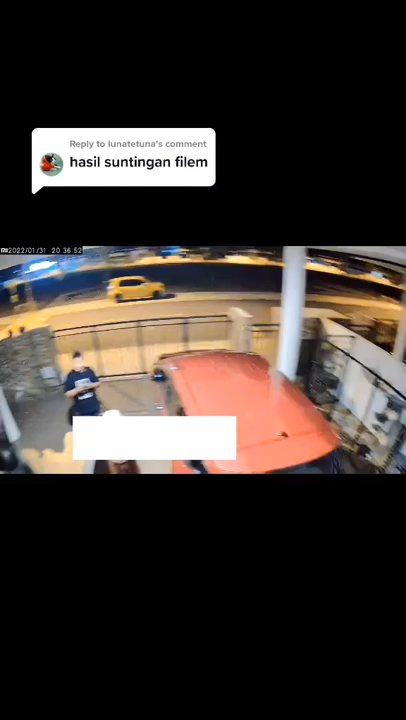 Reply to lunatetuna's comment
hasil suntingan filem
2022/01/31 20:36:52